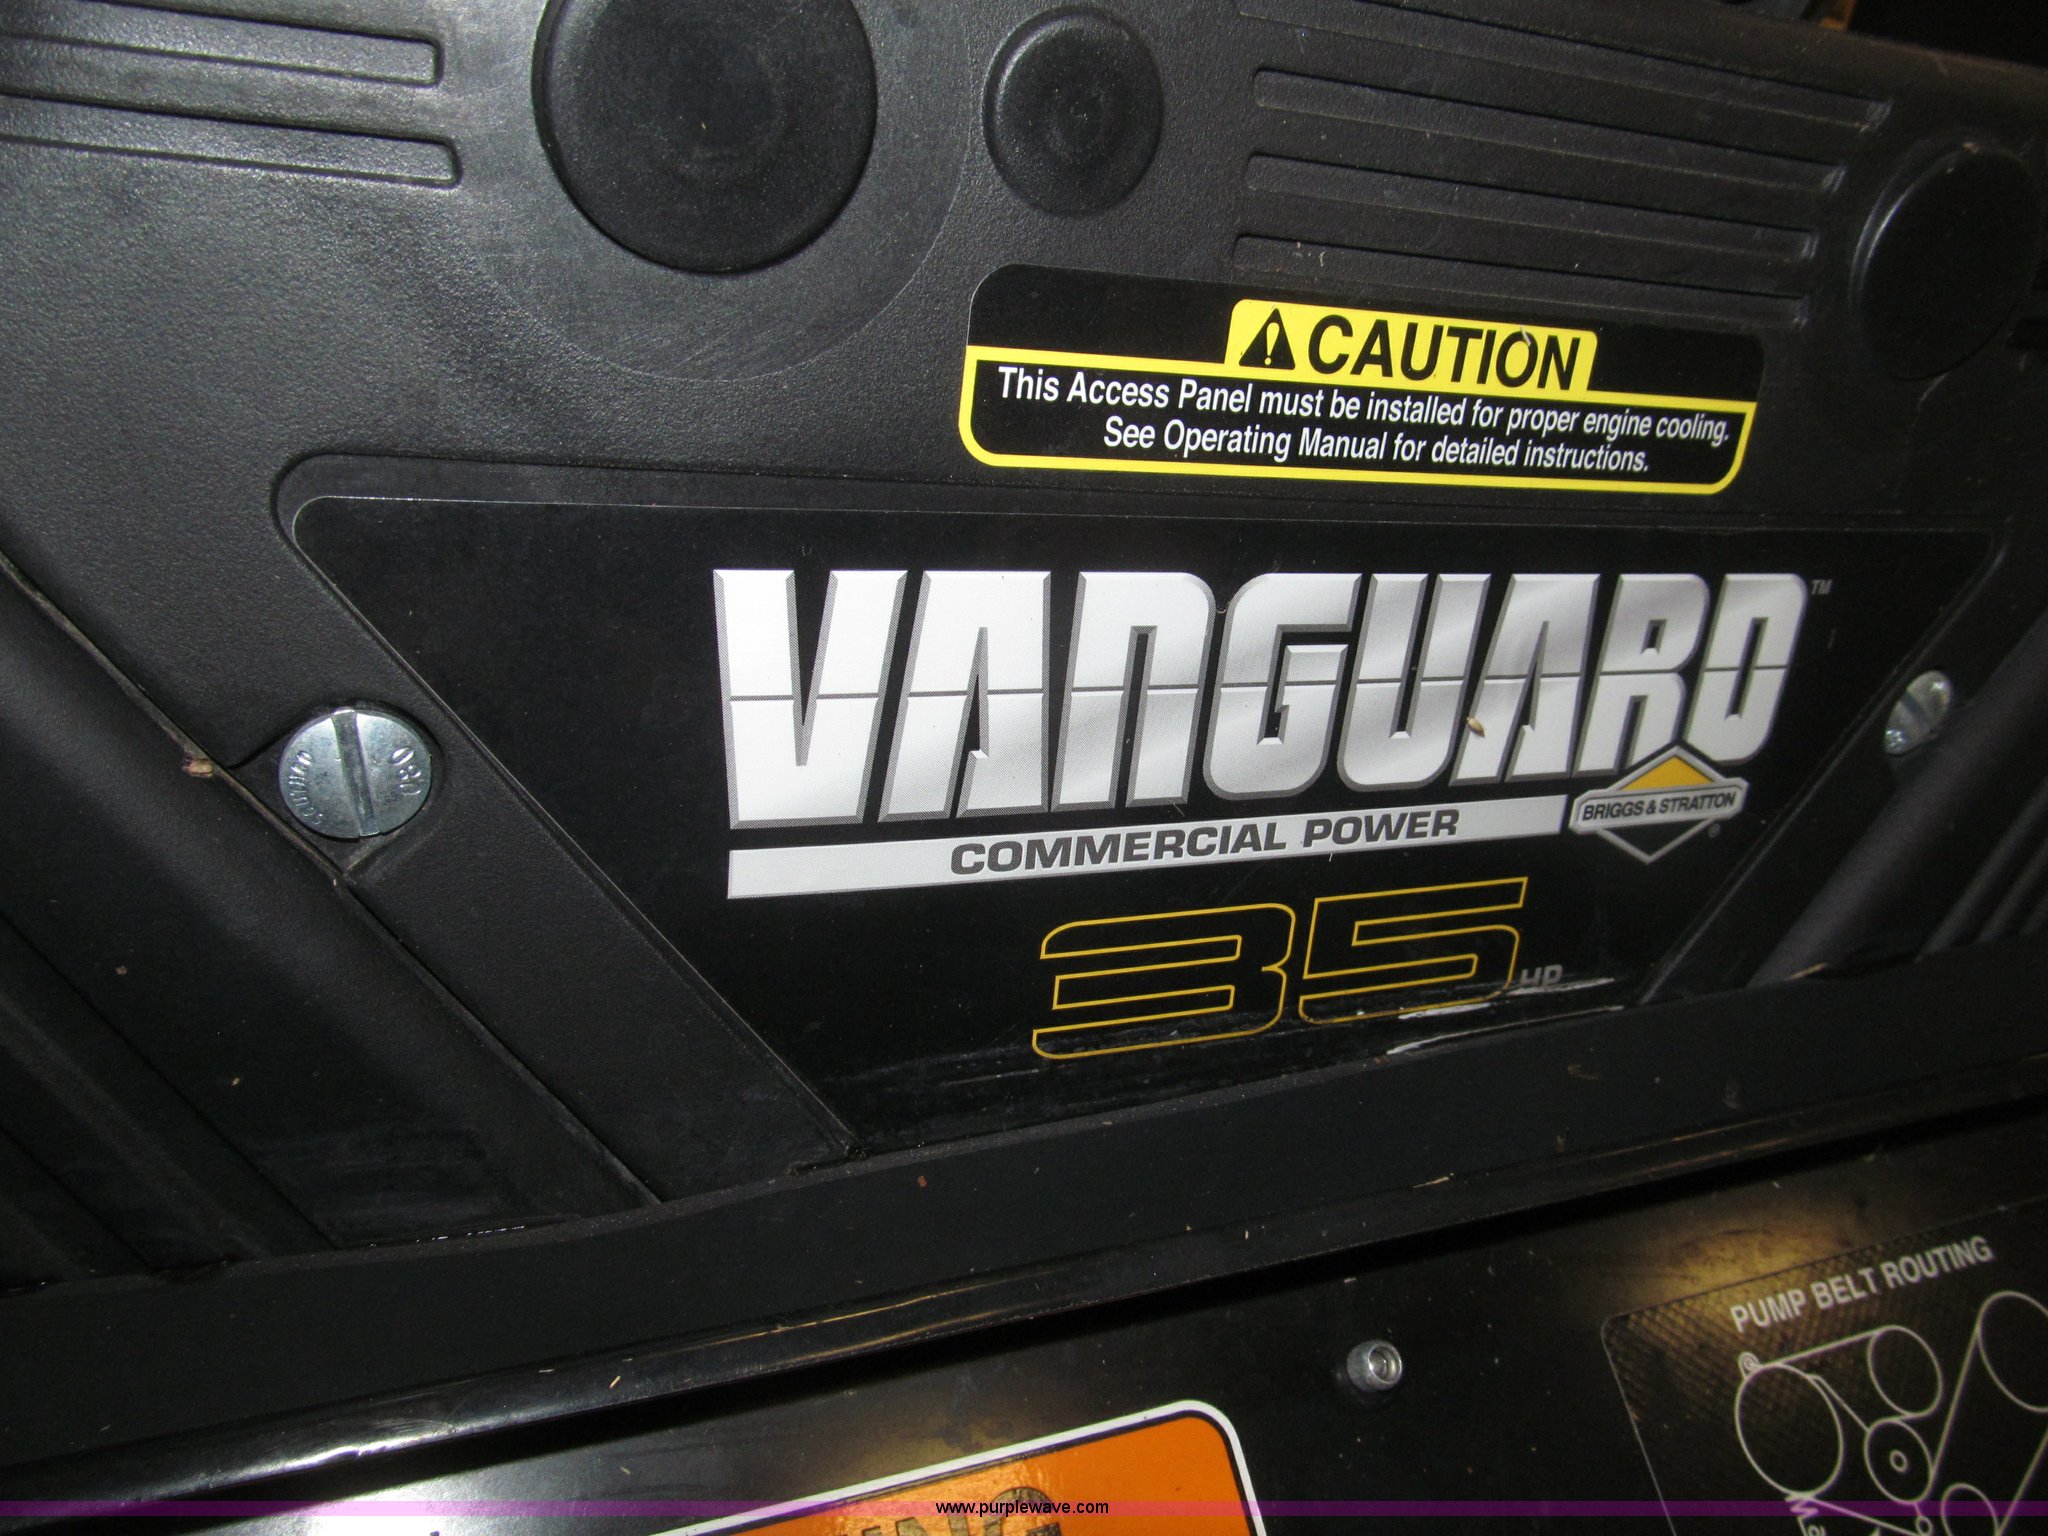 CAUTION
This Access Panel must be installed for proper engine cooling.
See Operating Manual for detailed instructions.
VANGUARD™
COMMERCIAL POWER
BRIGGS & STRATTON®
35 HP
PUMP BELT ROUTING
www.purplewave.com